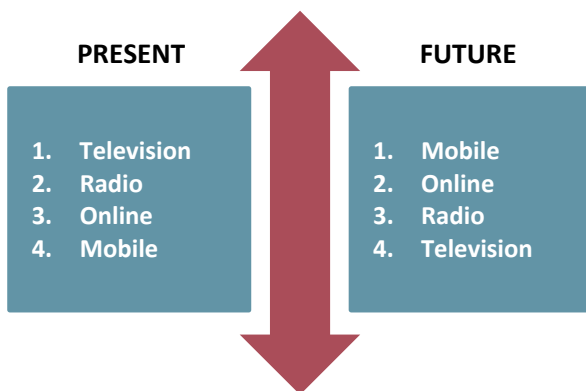 PRESENT
1. Television
2. Radio
3. Online
4. Mobile
FUTURE
1. Mobile
2. Online
3. Radio
4. Television